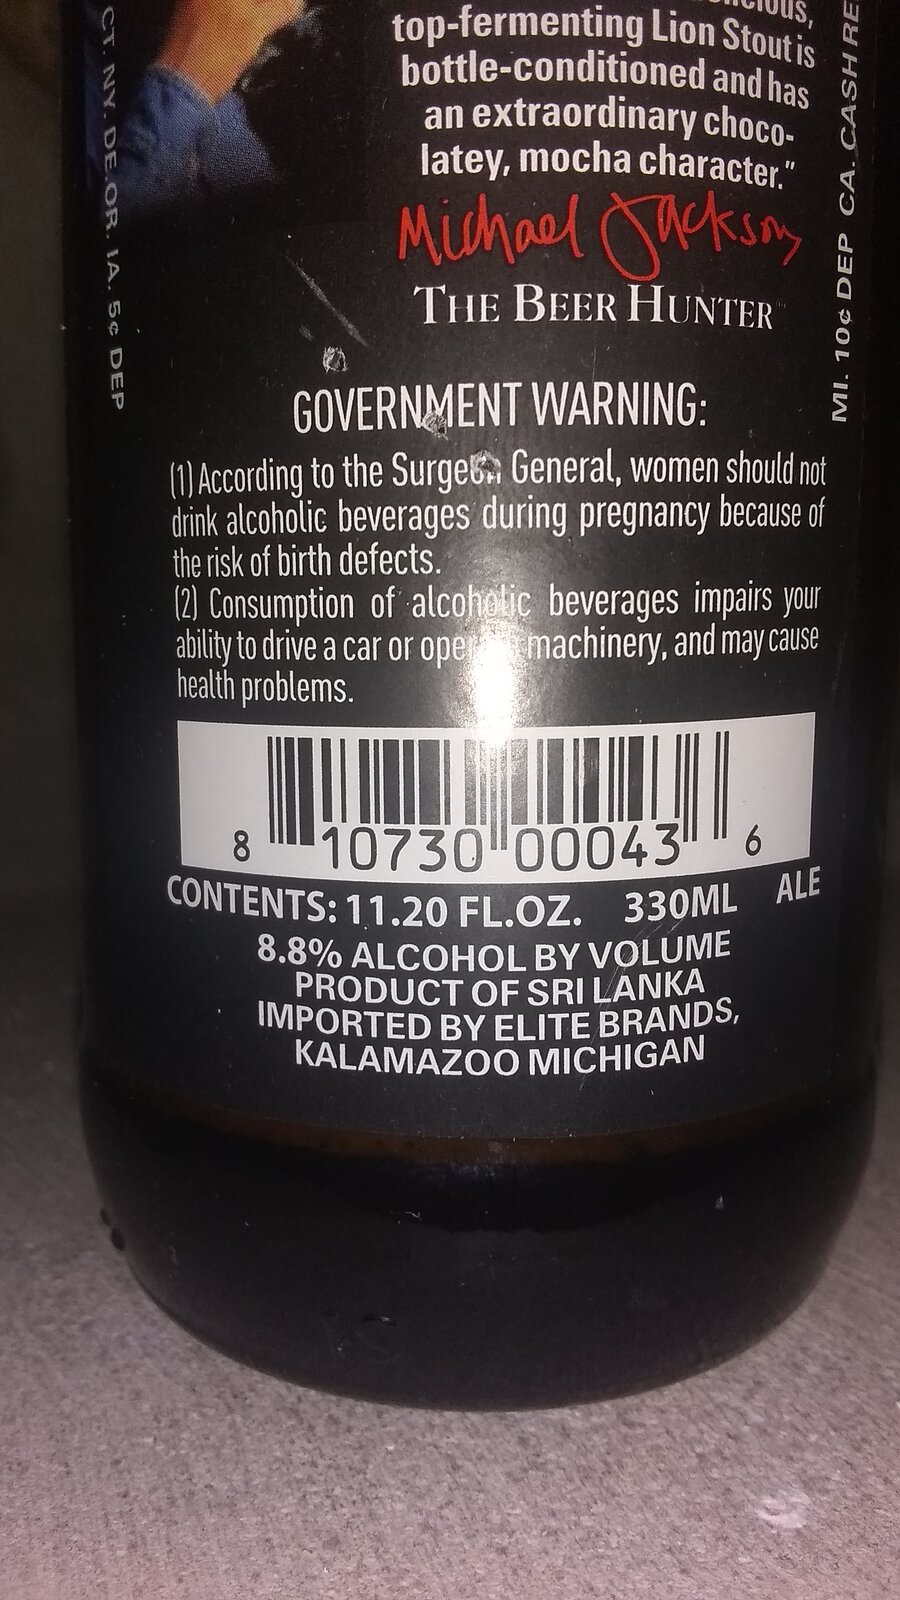 top-fermenting Lion Stout is
bottle-conditioned and has
an extraordinary choco-
latey, mocha character."
Michael Jackson
THE BEER HUNTER
GOVERNMENT WARNING:
(1) According to the Surgeon General, women should not
drink alcoholic beverages during pregnancy because of
the risk of birth defects.
(2) Consumption of alcoholic beverages impairs your
ability to drive a car or machinery, and may cause
health problems.
8 10730 00043 6
CONTENTS: 11.20 FL.OZ. 330ML ALE
8.8% ALCOHOL BY VOLUME
PRODUCT OF SRI LANKA
IMPORTED BY ELITE BRANDS,
KALAMAZOO MICHIGAN
CT. NY. DE. OR. IA. 5¢ DEP
MI. 10¢ DEP CA. CASH RE